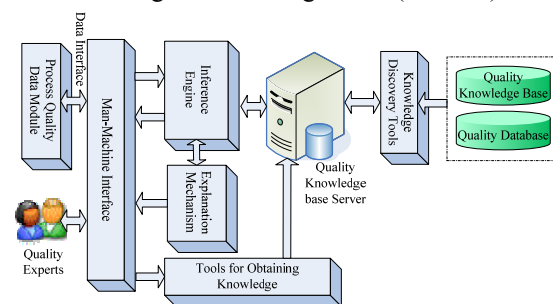 Data Interface
Process Quality
Data Module
Man-Machine Interface
Inference
Engine
Explanation
Mechanism
Quality
Knowledge
base Server
Knowledge
Discovery Tools
Quality
Knowledge Base
Quality Database
Quality
Experts
Tools for Obtaining
Knowledge